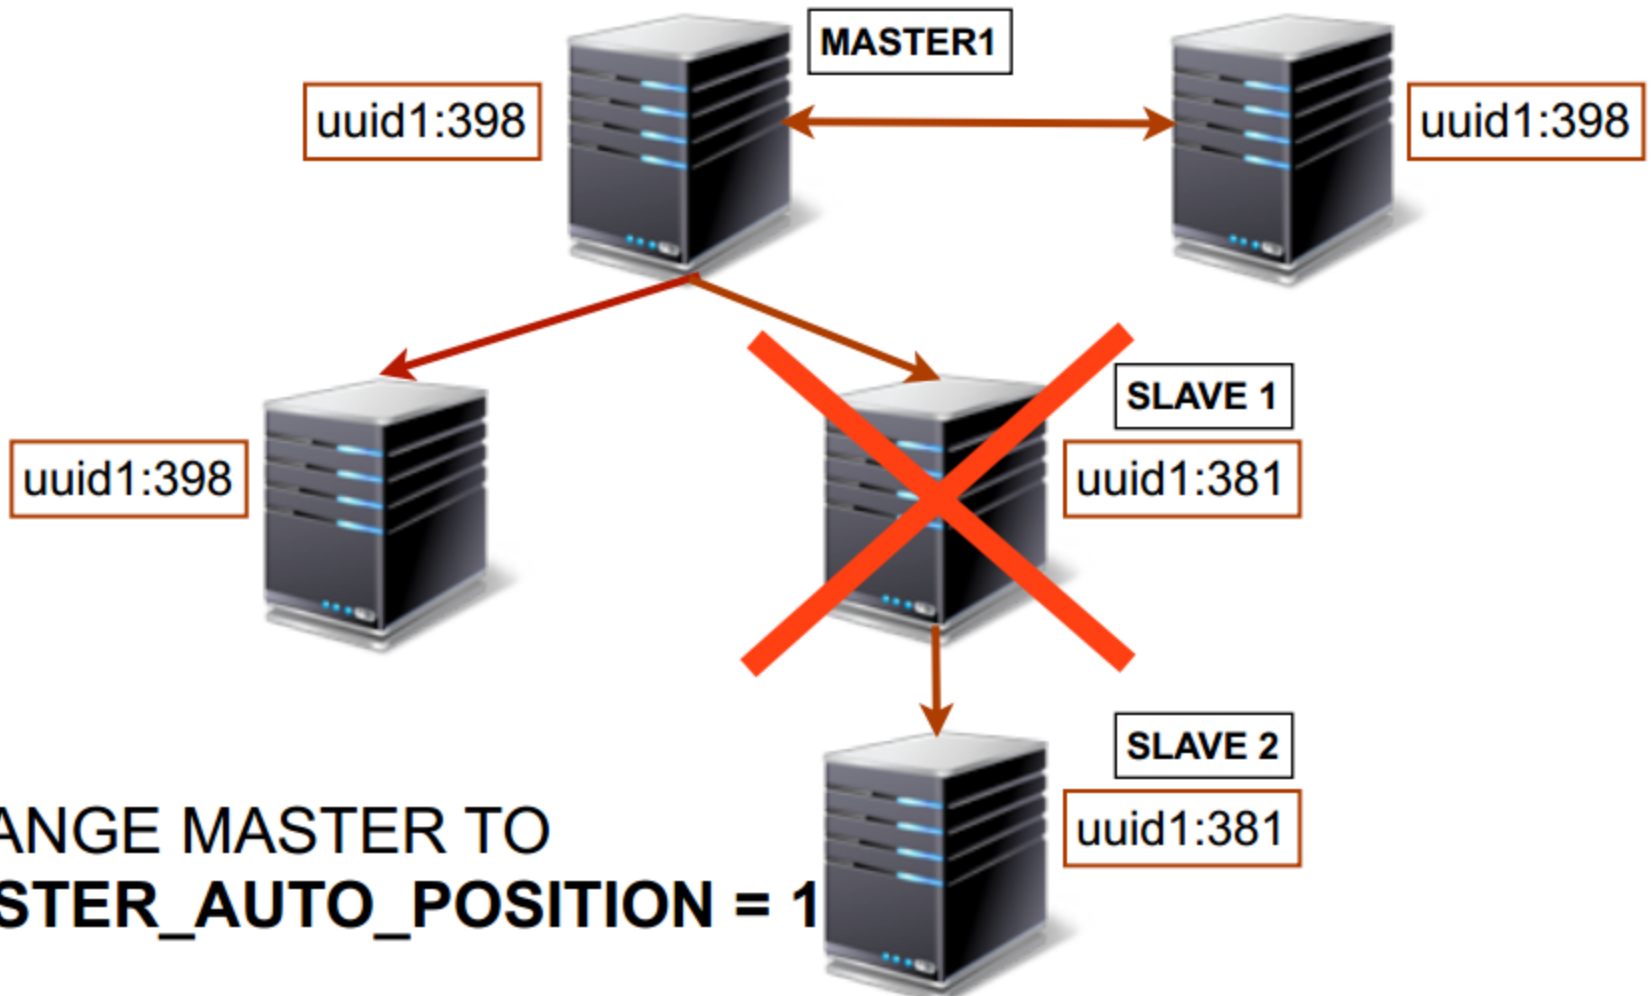 MASTER1
uuid1:398
uuid1:398
SLAVE 1
uuid1:398
uuid1:381
SLAVE 2
uuid1:381
ANGE MASTER TO
STER_AUTO_POSITION = 1